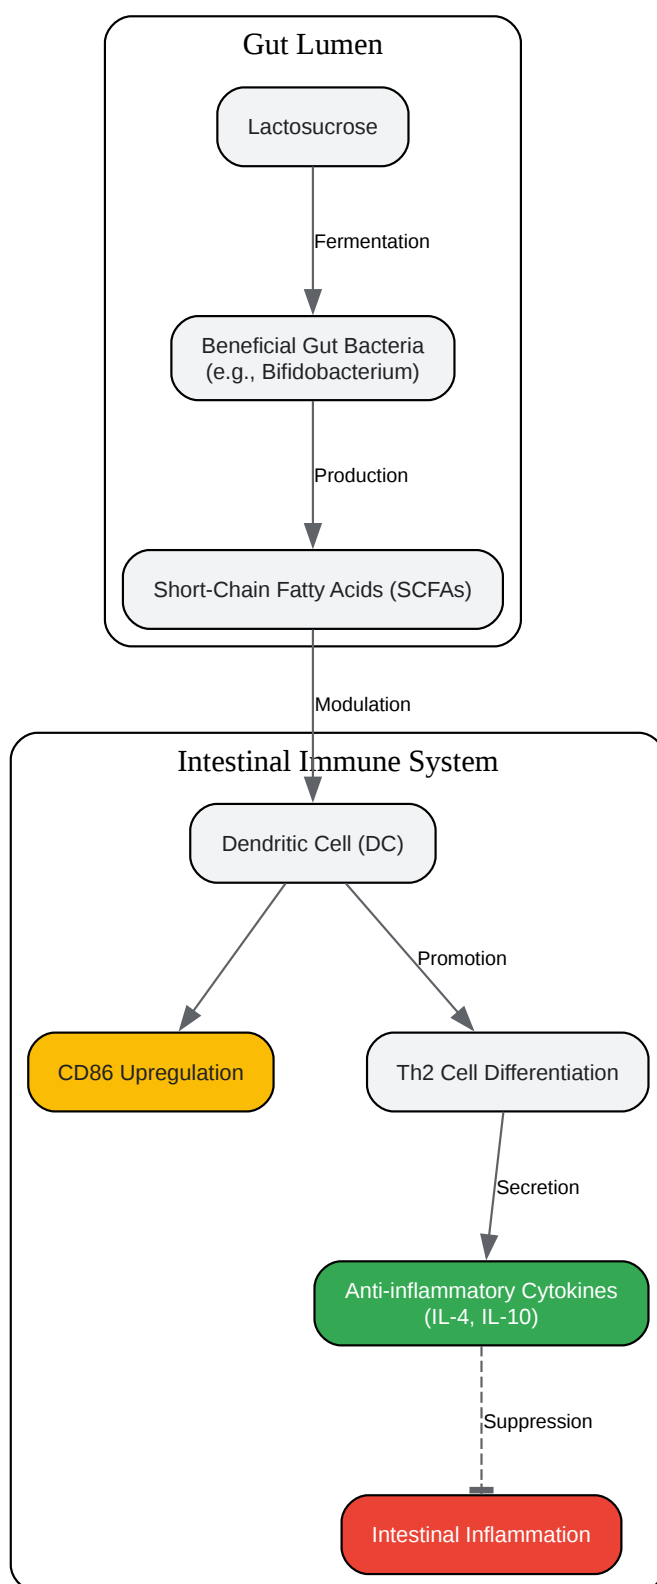 Gut Lumen
Lactosucrose
Fermentation
Beneficial Gut Bacteria
(e.g., Bifidobacterium)
Production
Short-Chain Fatty Acids (SCFAs)
Modulation
Intestinal Immune System
Dendritic Cell (DC)
Promotion
CD86 Upregulation
Th2 Cell Differentiation
Secretion
Anti-inflammatory Cytokines
(IL-4, IL-10)
Suppression
Intestinal Inflammation